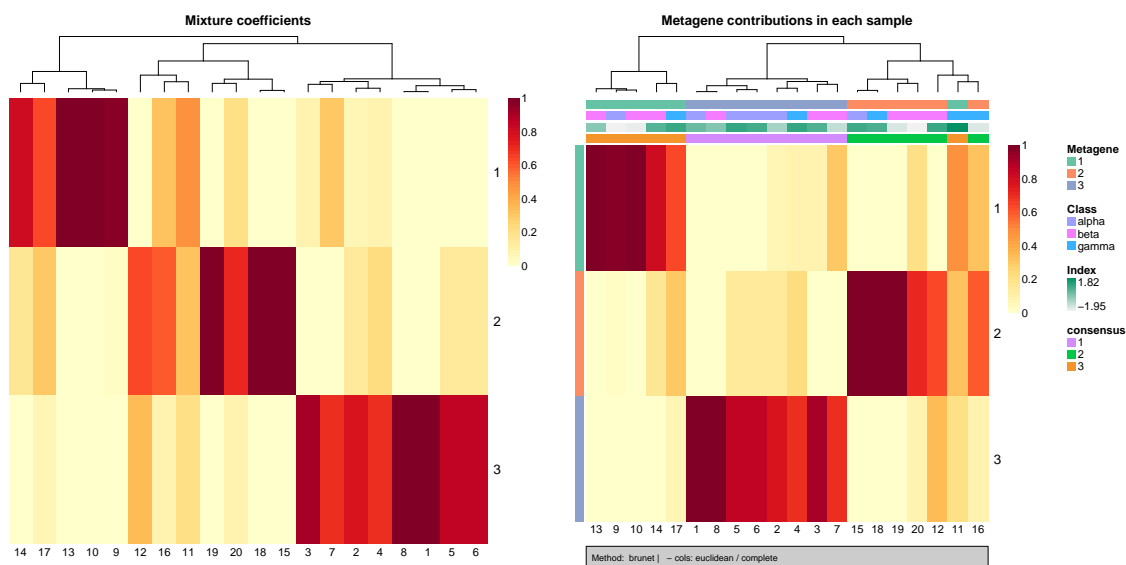 Mixture coefficients
1
0.8
0.6
0.4
0.2
0
1
2
3
14 17 13 10 9 12 16 11 19 20 18 15 3 7 2 4 8 1 5 6
Metagene contributions in each sample
1
0.8
0.6
0.4
0.2
0
1
2
3
13 9 10 14 17 1 8 5 6 2 4 3 7 15 18 19 20 12 11 16
Method: brunet | − cols: euclidean / complete
Metagene
1
2
3
Class
alpha
beta
gamma
Index
1.82
−1.95
consensus
1
2
3